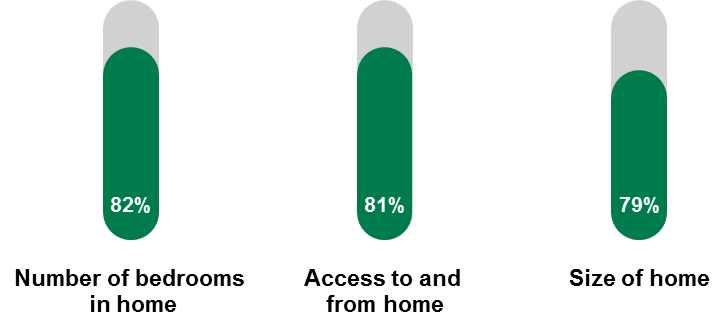 82%
81%
79%
Number of bedrooms
in home
Access to and
from home
Size of home